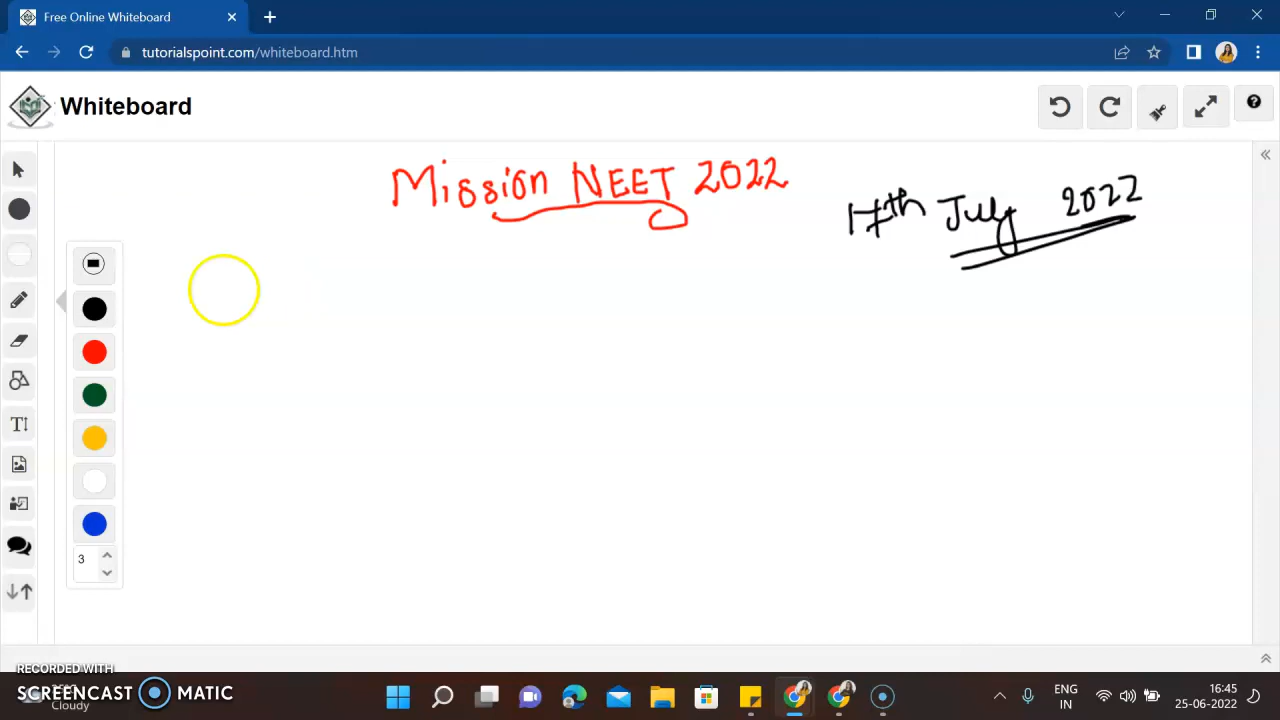 Free Online Whiteboard
tutorialspoint.com/whiteboard.htm
Whiteboard
Mission NEET 2022
17th July 2022
3
RECORDED WITH
SCREENCAST MATIC
Cloudy
ENG
IN
16:45
25-06-2022